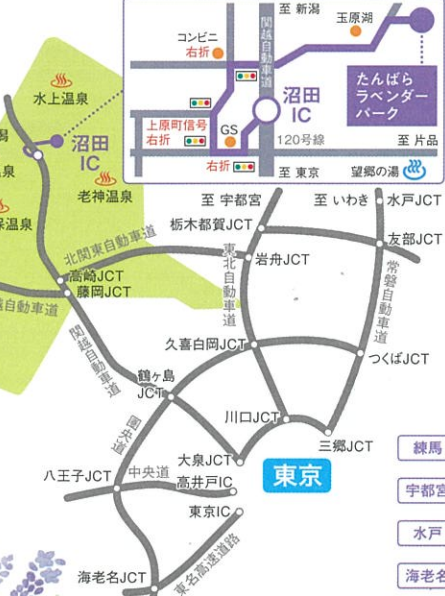 至 新潟
玉原湖
コンビニ
右折
関越自動車道
沼田
IC
たんばら
ラベンダー
パーク
上原町信号
右折
GS
120号線
至 片品
右折
至 東京
望郷の湯
水上温泉
潟
沼田
IC
泉
老神温泉
保温泉
至 宇都宮
至 いわき
水戸JCT
栃木都賀JCT
友部JCT
北関東自動車道
岩舟JCT
高崎JCT
藤岡JCT
越自動車道
東北自動車道
常磐自動車道
関越自動車道
久喜白岡JCT
つくばJCT
鶴ヶ島
JCT
川口JCT
三郷JCT
圏央道
大泉JCT
東京
八王子JCT
中央道
高井戸IC
東京IC
海老名JCT
東名高速道路
練馬
宇都宮
水戸
海老名